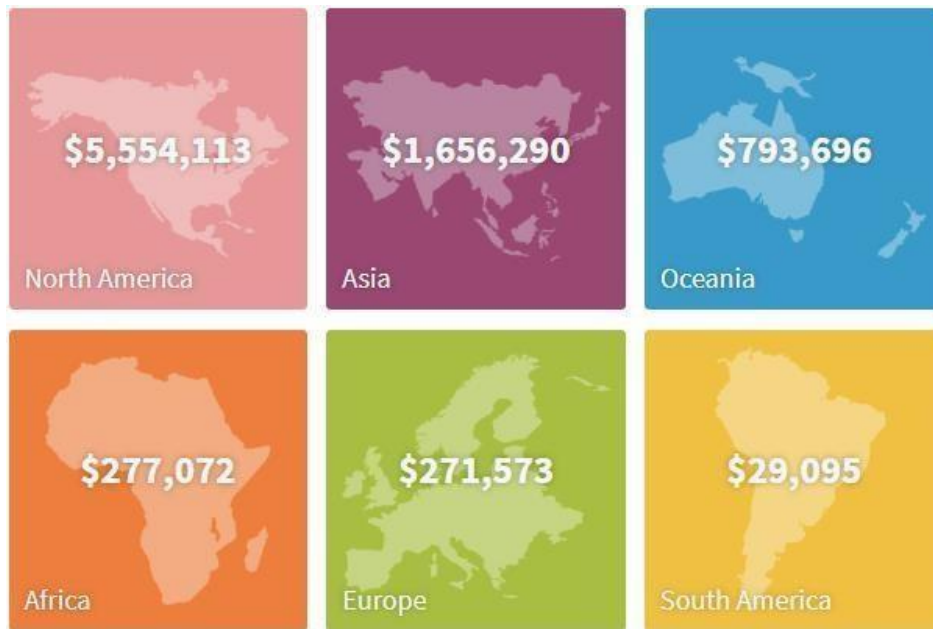 $5,554,113
North America
$1,656,290
Asia
$793,696
Oceania
$277,072
Africa
$271,573
Europe
$29,095
South America